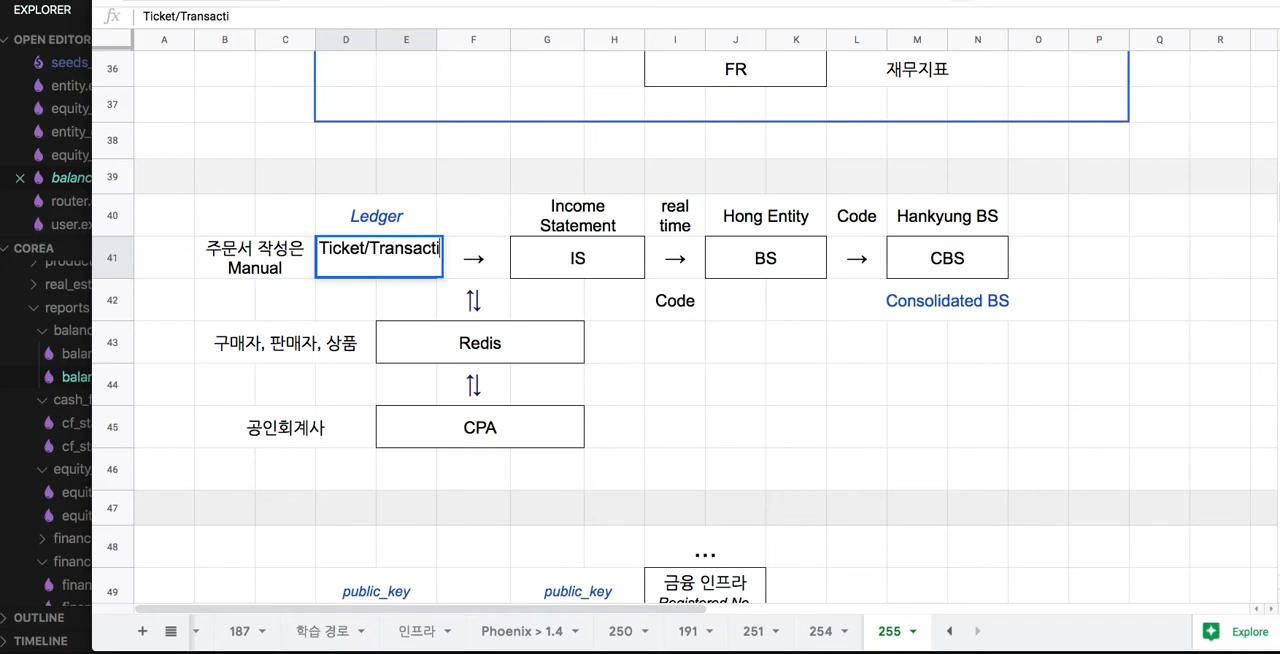 EXPLORER
fx
Ticket/Transacti
OPEN EDITOR
A B C D E F G H I J K L M N O P Q R
seeds_
entity.e
equity_
entity_
equity_
balanc
router.
user.ex
COREA
real_est
reports
balanc
balan
balan
cash_f
cf_st
cf_st
equity_
equit
equit
financ
financ
finan
OUTLINE
TIMELINE
36
FR
재무지표
37
38
39
40
Ledger
Income
Statement
real
time
Hong Entity
Code
Hankyung BS
41
주문서 작성은
Manual
Ticket/Transacti
→
IS
→
BS
→
CBS
42
⇅
Code
Consolidated BS
43
구매자, 판매자, 상품
Redis
44
⇅
45
공인회계사
CPA
46
47
48
...
49
public_key
public_key
금융 인프라
Registered No
187
학습 경로
인프라
Phoenix > 1.4
250
191
251
254
255
Explore